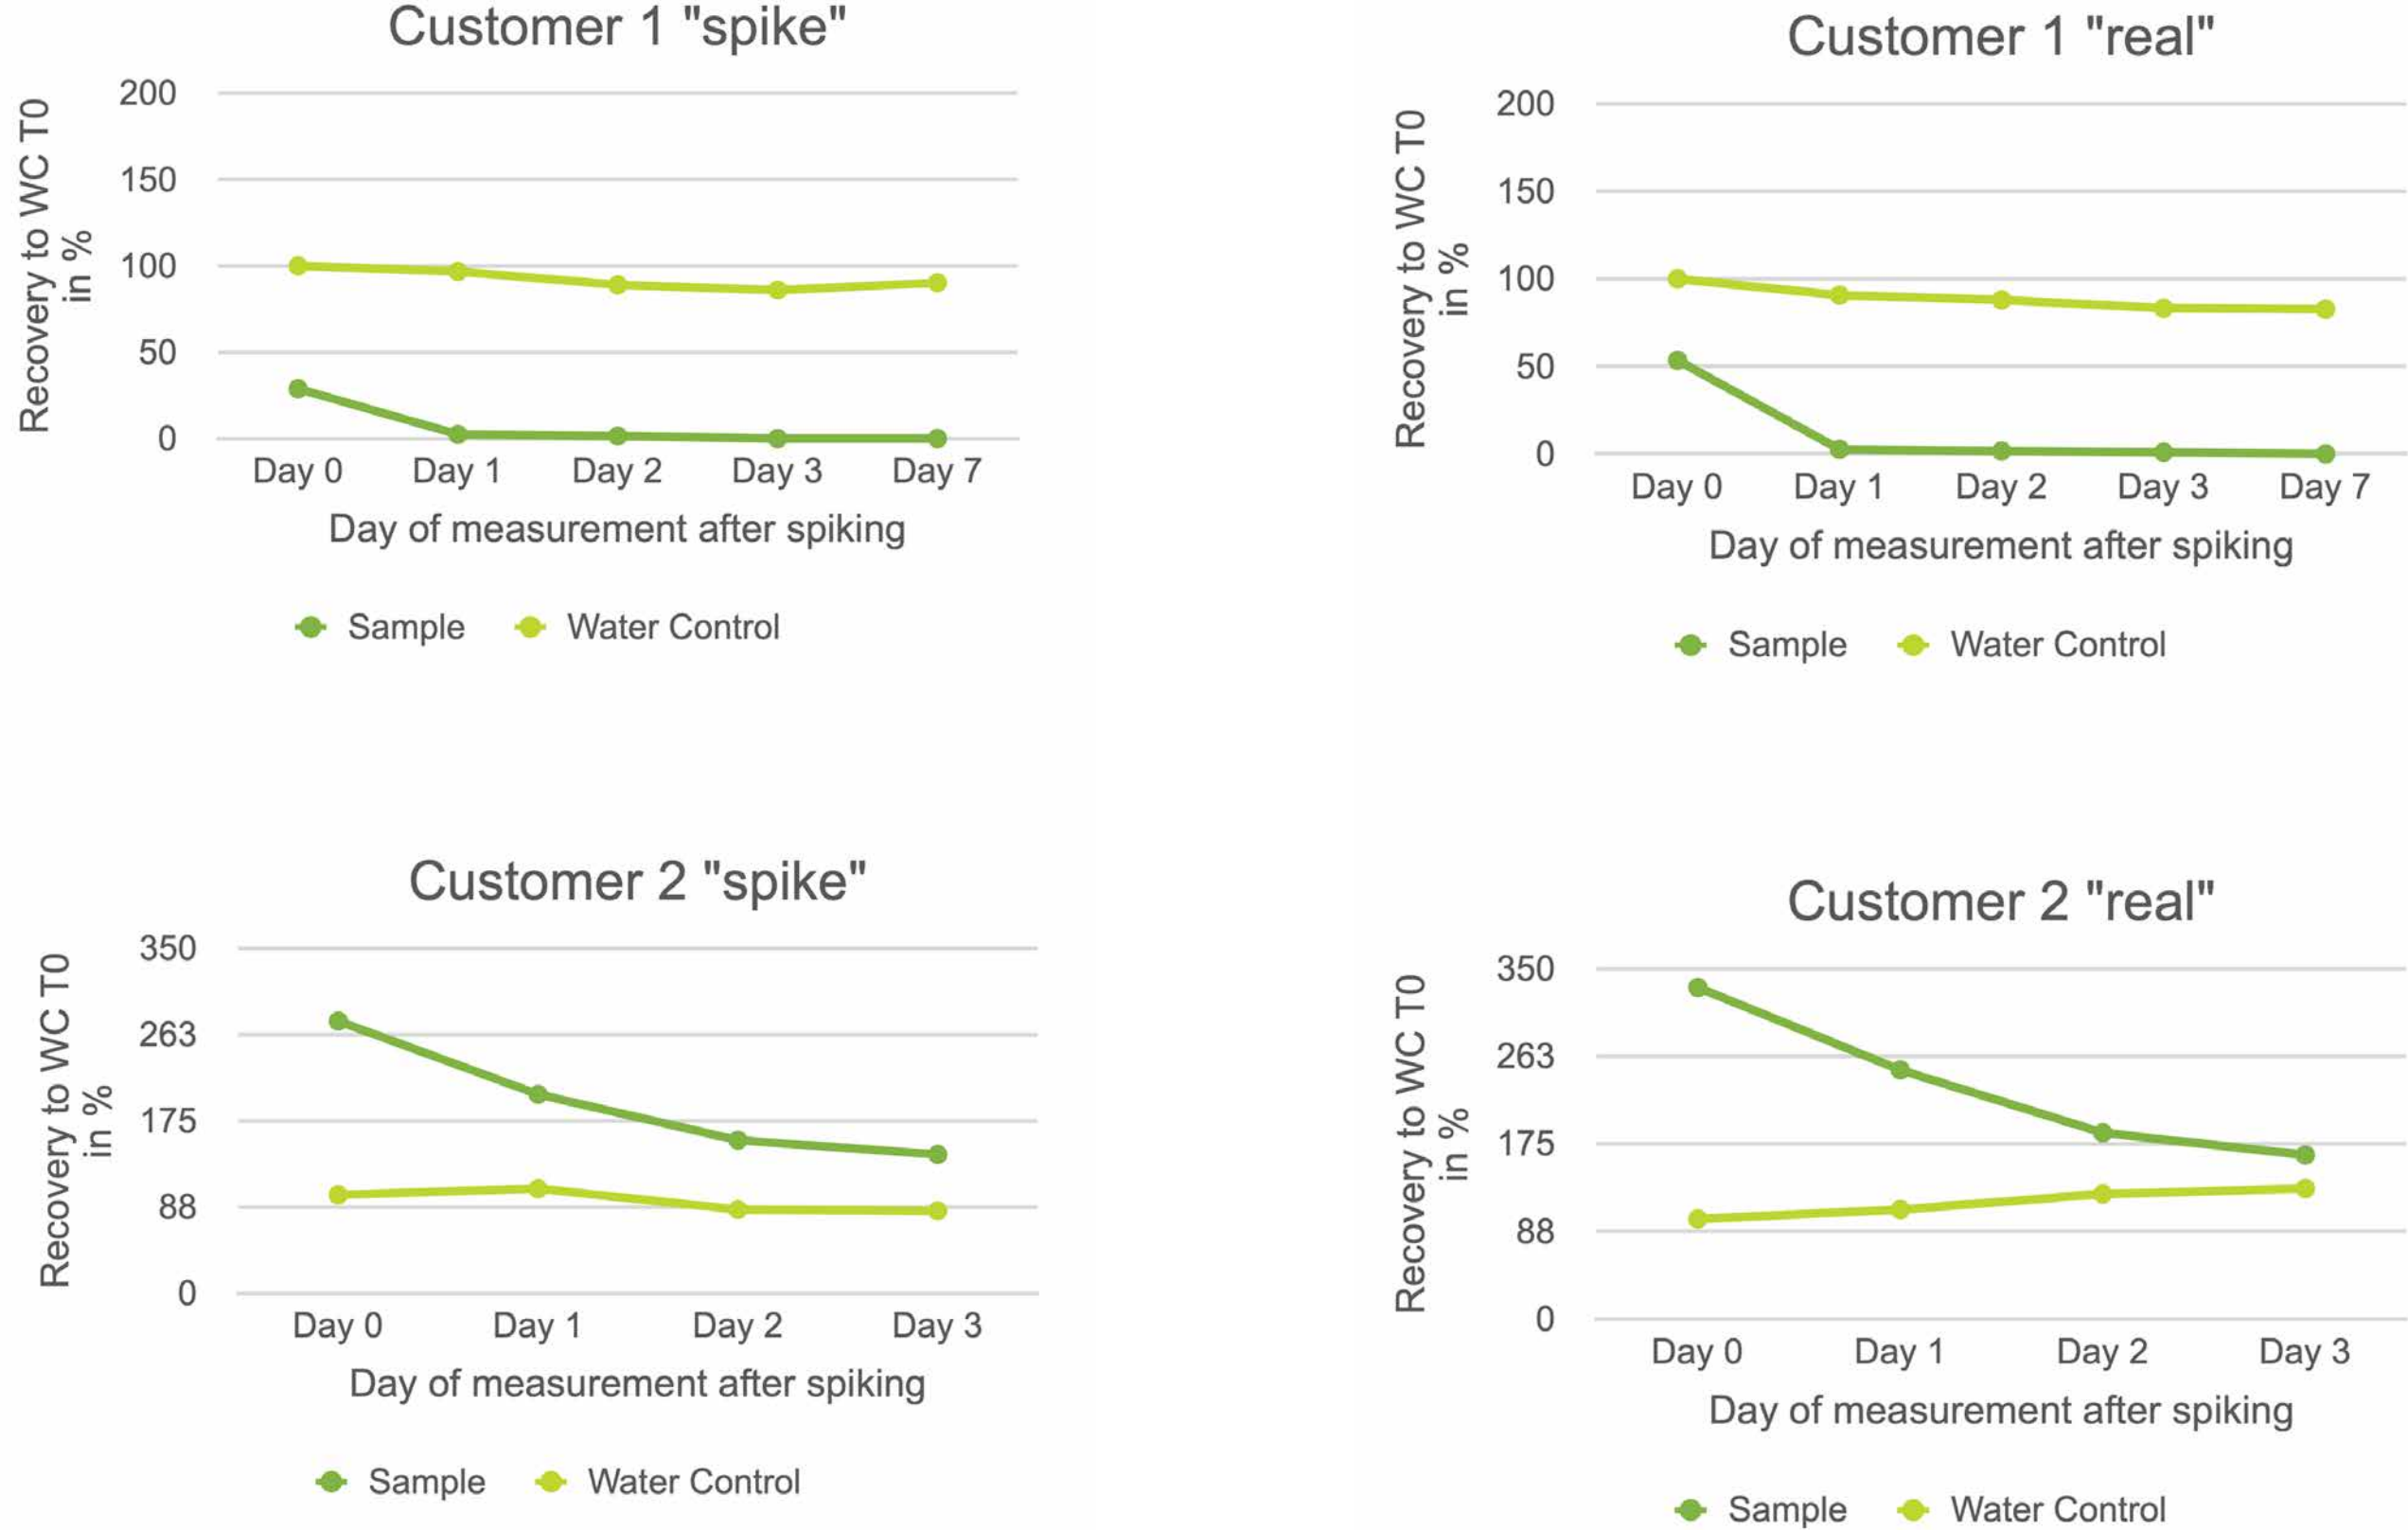 Customer 1 "spike"
Recovery to WC T0
in %
200
150
100
50
0
Day 0 Day 1 Day 2 Day 3 Day 7
Day of measurement after spiking
Sample Water Control
Customer 1 "real"
Recovery to WC T0
in %
200
150
100
50
0
Day 0 Day 1 Day 2 Day 3 Day 7
Day of measurement after spiking
Sample Water Control
Customer 2 "spike"
Recovery to WC T0
in %
350
263
175
88
0
Day 0 Day 1 Day 2 Day 3
Day of measurement after spiking
Sample Water Control
Customer 2 "real"
Recovery to WC T0
in %
350
263
175
88
0
Day 0 Day 1 Day 2 Day 3
Day of measurement after spiking
Sample Water Control